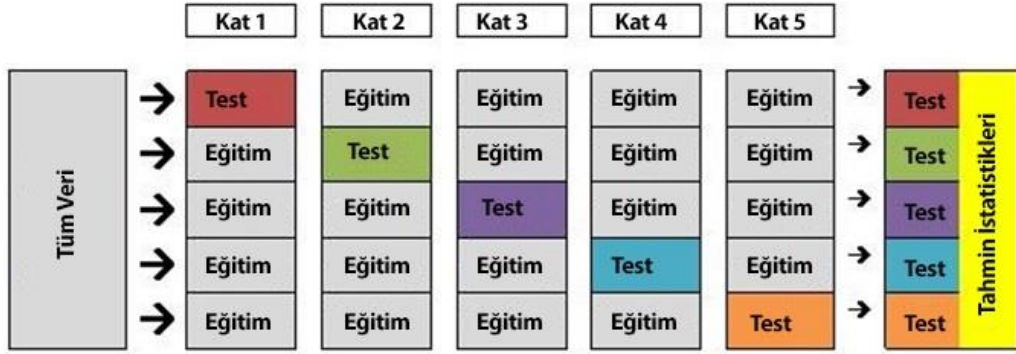 Kat 1 Kat 2 Kat 3 Kat 4 Kat 5
Tüm Veri
Test Eğitim Eğitim Eğitim Eğitim Test
Eğitim Test Eğitim Eğitim Eğitim Test
Eğitim Eğitim Test Eğitim Eğitim Test
Eğitim Eğitim Eğitim Test Eğitim Test
Eğitim Eğitim Eğitim Eğitim Test Test
Tahmin İstatistikleri